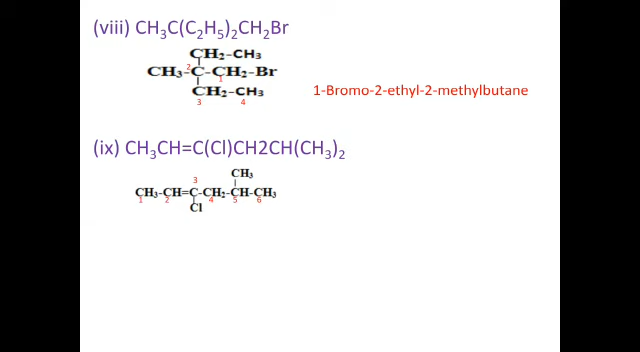 (viii) CH₃C(C₂H₅)₂CH₂Br
CH₂-CH₃
CH₃-C-CH₂-Br
2 1
CH₂-CH₃
3 4
1-Bromo-2-ethyl-2-methylbutane
(ix) CH₃CH=C(Cl)CH2CH(CH₃)₂
CH₃
3
CH₃-CH=C-CH₂-CH-CH₃
1 2 4 5 6
Cl